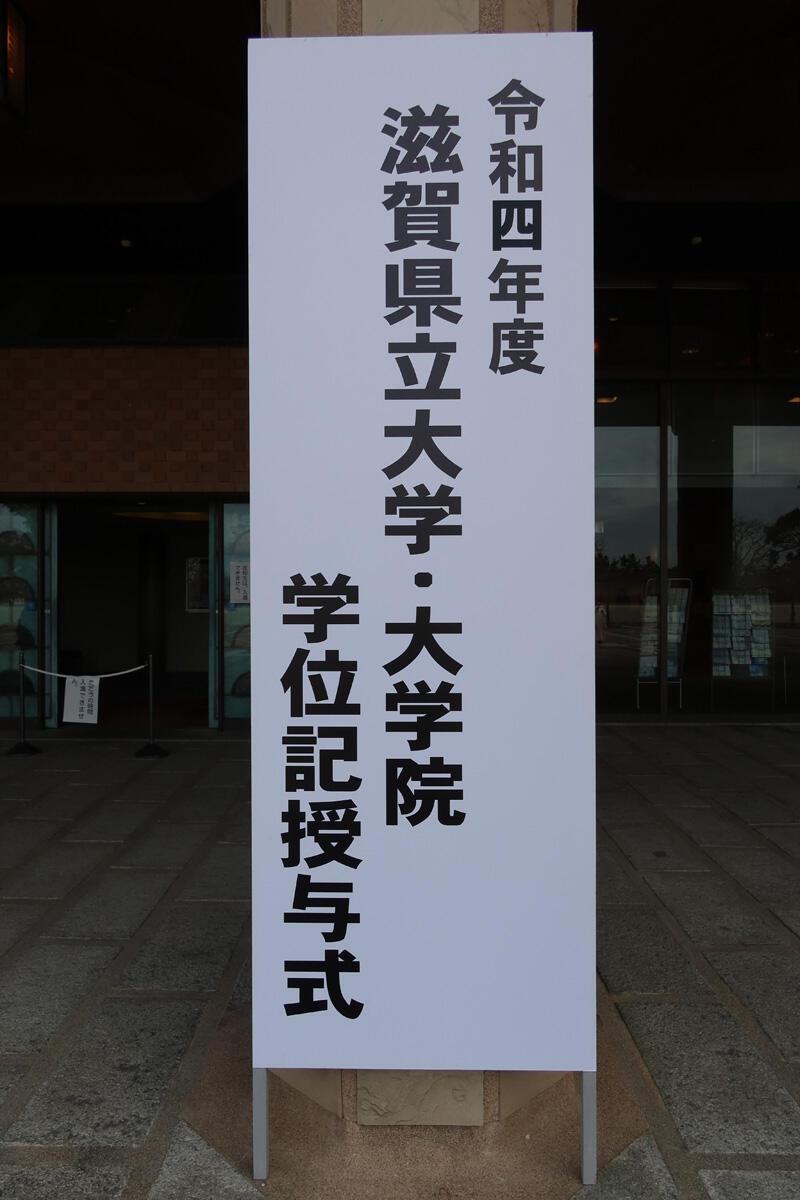 令和四年度
滋賀県立大学・大学院
学位記授与式